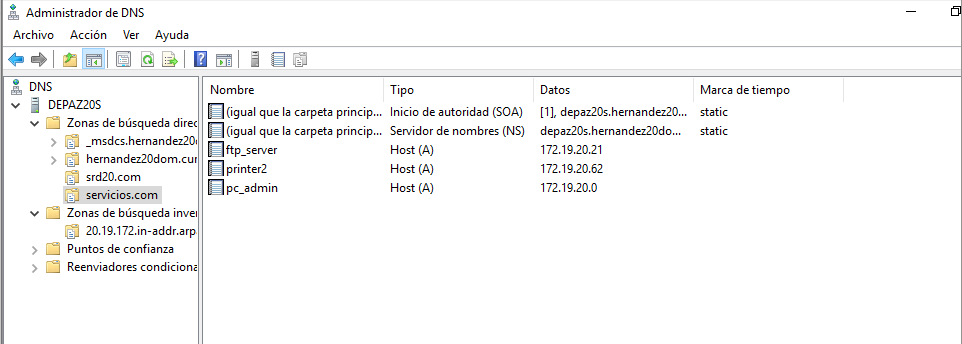 Administrador de DNS
Archivo Acción Ver Ayuda
DNS
DEPAZ20S
Zonas de búsqueda direc
_msdcs.hernandez20
hernandez20dom.cur
srd20.com
servicios.com
Zonas de búsqueda inver
20.19.172.in-addr.arpa
Puntos de confianza
Reenviadores condiciona
Nombre Tipo Datos Marca de tiempo
(igual que la carpeta princip... Inicio de autoridad (SOA) [1], depaz20s.hernandez20... static
(igual que la carpeta princip... Servidor de nombres (NS) depaz20s.hernandez20do... static
ftp_server Host (A) 172.19.20.21
printer2 Host (A) 172.19.20.62
pc_admin Host (A) 172.19.20.0